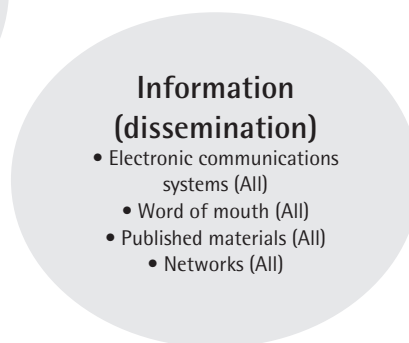 Information
(dissemination)
• Electronic communications
systems (All)
• Word of mouth (All)
• Published materials (All)
• Networks (All)